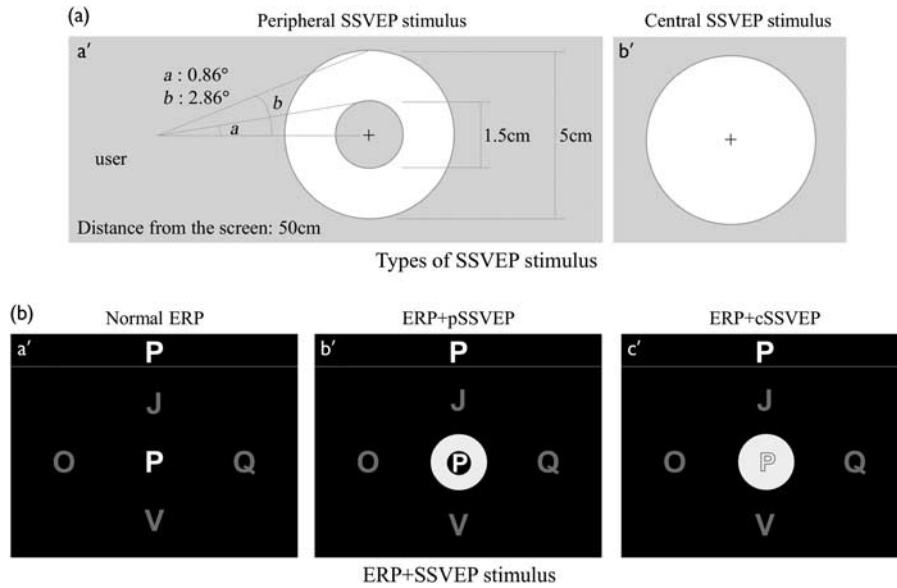 (a)
Peripheral SSVEP stimulus
Central SSVEP stimulus
a′
b′
a : 0.86°
b : 2.86°
b
a
+
+
1.5cm
5cm
user
Distance from the screen: 50cm
Types of SSVEP stimulus
(b)
Normal ERP
ERP+pSSVEP
ERP+cSSVEP
a′
P
b′
P
c′
P
J
J
J
O P Q
O P Q
O P Q
V
V
V
ERP+SSVEP stimulus